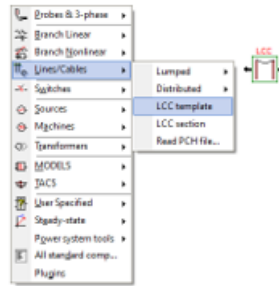 Probes & 3-phase
Branch Linear
Branch Nonlinear
Lines/Cables
Switches
Sources
Machines
Transformers
MODELS
TACS
User Specified
Steady-state
Power system tools
All standard comp...
Plugins
Lumped
Distributed
LCC template
LCC section
Read PCH file...
LCC